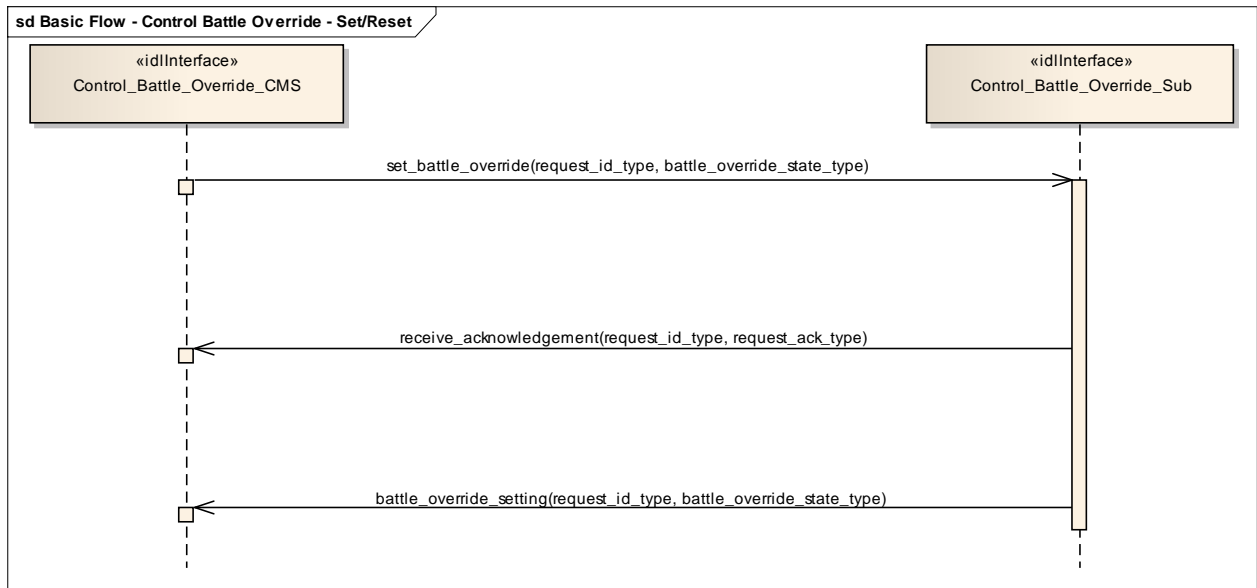 sd Basic Flow - Control Battle Override - Set/Reset
«idlInterface»
Control_Battle_Override_CMS
«idlInterface»
Control_Battle_Override_Sub
set_battle_override(request_id_type, battle_override_state_type)
receive_acknowledgement(request_id_type, request_ack_type)
battle_override_setting(request_id_type, battle_override_state_type)